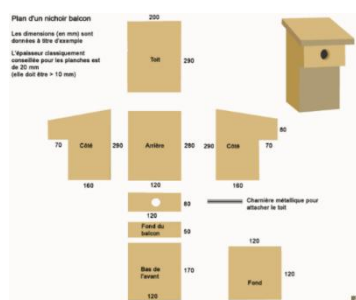 Plan d'un nichoir balcon
Les dimensions (en mm) sont
données à titre d'exemple
L'épaisseur classiquement
conseillée pour les planches est
de 20 mm
(elle doit être > 10 mm)
200
Toit
290
70
Côté
290
160
Arrière
290
120
290
Côté
70
80
160
60
120
Charnière métallique pour
attacher le toit
Fond du
balcon
50
Bas de
l'avant
170
120
120
Fond
120